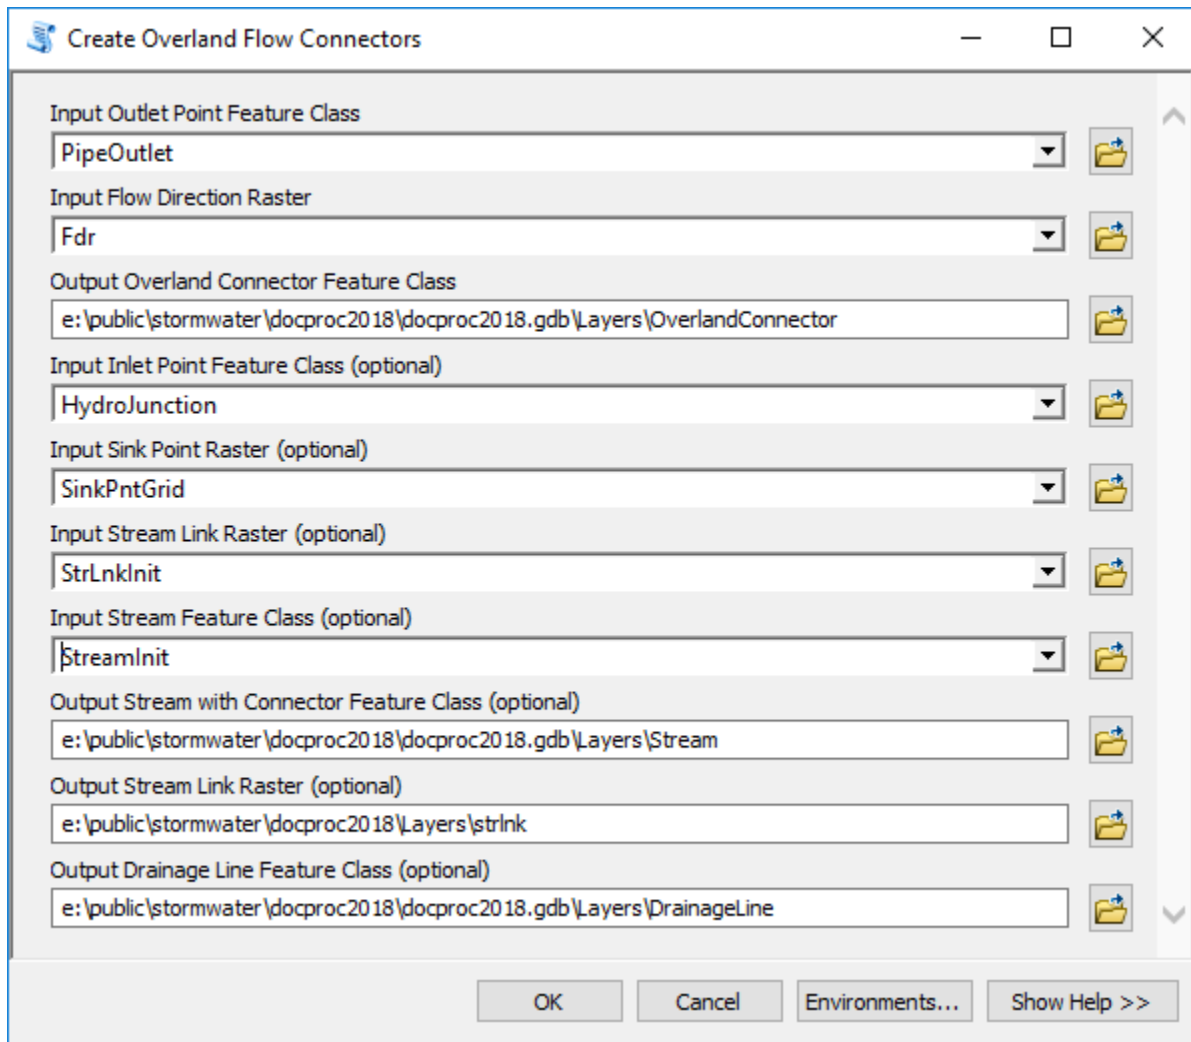 Create Overland Flow Connectors
Input Outlet Point Feature Class
PipeOutlet
Input Flow Direction Raster
Fdr
Output Overland Connector Feature Class
e:\public\stormwater\docproc2018\docproc2018.gdb\Layers\OverlandConnector
Input Inlet Point Feature Class (optional)
HydroJunction
Input Sink Point Raster (optional)
SinkPntGrid
Input Stream Link Raster (optional)
StrLnkInit
Input Stream Feature Class (optional)
StreamInit
Output Stream with Connector Feature Class (optional)
e:\public\stormwater\docproc2018\docproc2018.gdb\Layers\Stream
Output Stream Link Raster (optional)
e:\public\stormwater\docproc2018\Layers\strlnk
Output Drainage Line Feature Class (optional)
e:\public\stormwater\docproc2018\docproc2018.gdb\Layers\DrainageLine
OK Cancel Environments... Show Help >>